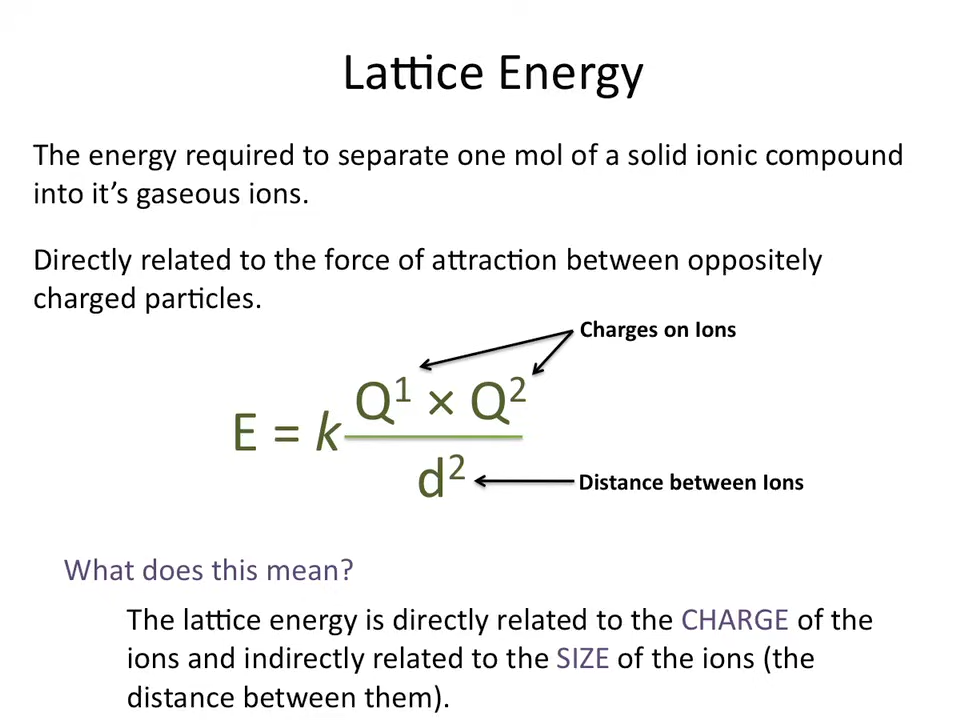 Lattice Energy
The energy required to separate one mol of a solid ionic compound
into it’s gaseous ions.
Directly related to the force of attraction between oppositely
charged particles.
Charges on Ions
E = k Q¹ × Q²
d²
Distance between Ions
What does this mean?
The lattice energy is directly related to the CHARGE of the
ions and indirectly related to the SIZE of the ions (the
distance between them).